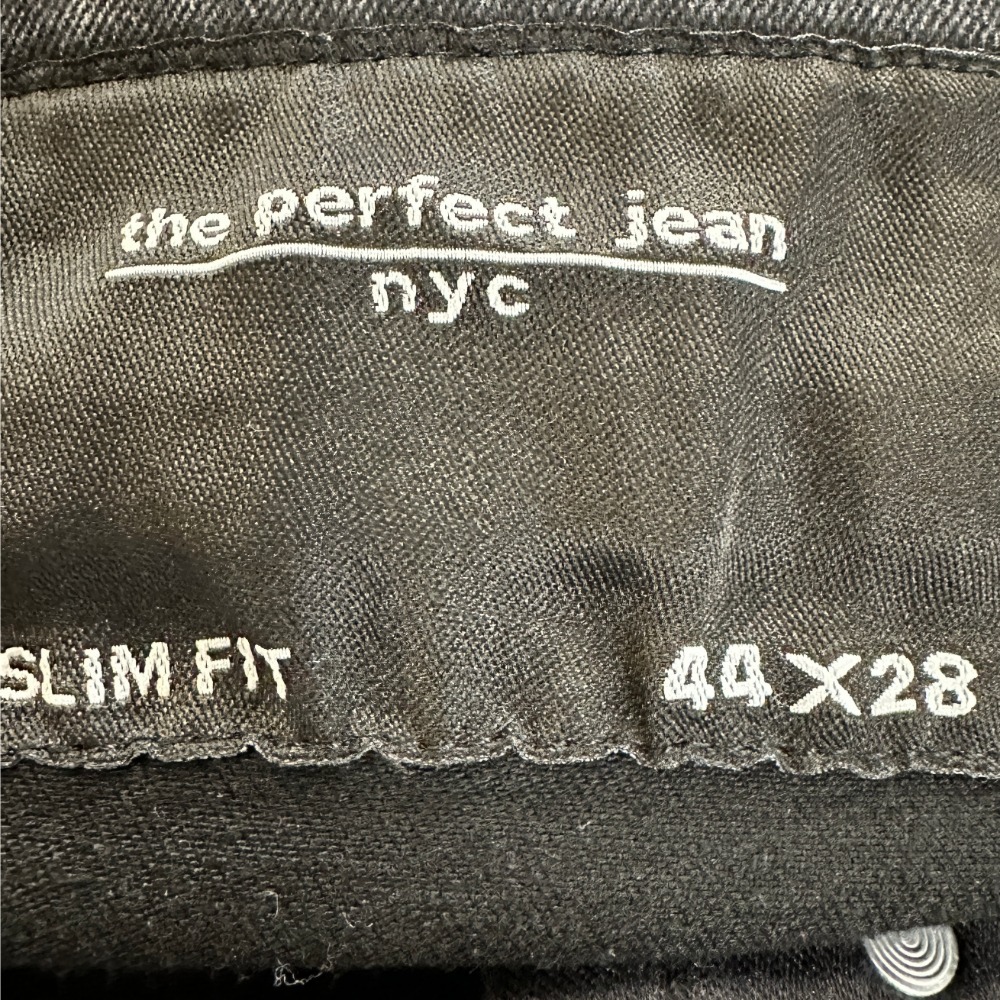 the perfect jean
nyc
SLIM FIT 44X28